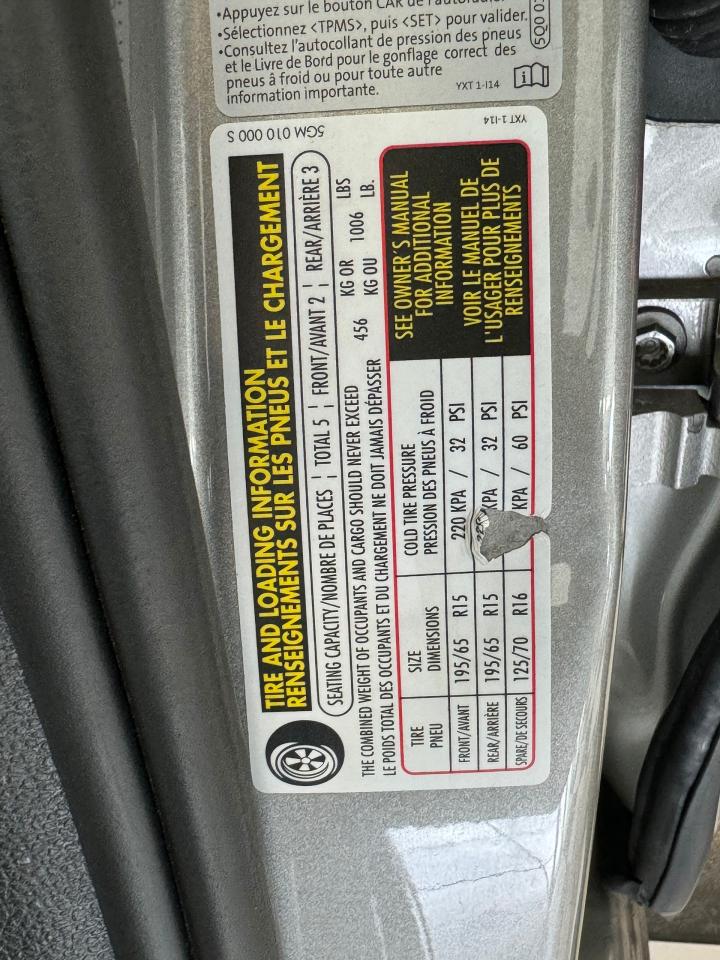 •Appuyez sur le bouton CAR de l'autoradio.
•Sélectionnez <TPMS>, puis <SET> pour valider.
•Consultez l'autocollant de pression des pneus
et le Livre de Bord pour le gonflage correct des
pneus à froid ou pour toute autre
information importante.
YXT 1-I14
5Q0 0
5GM 010 000 S
YXT 1-I14
TIRE AND LOADING INFORMATION
RENSEIGNEMENTS SUR LES PNEUS ET LE CHARGEMENT
SEATING CAPACITY/NOMBRE DE PLACES | TOTAL 5 | FRONT/AVANT 2 | REAR/ARRIÈRE 3
THE COMBINED WEIGHT OF OCCUPANTS AND CARGO SHOULD NEVER EXCEED 456 KG OR 1006 LBS
LE POIDS TOTAL DES OCCUPANTS ET DU CHARGEMENT NE DOIT JAMAIS DÉPASSER KG OU LB.
TIRE SIZE COLD TIRE PRESSURE
PNEU DIMENSIONS PRESSION DES PNEUS À FROID
FRONT/AVANT 195/65 R15 220 KPA / 32 PSI
REAR/ARRIÈRE 195/65 R15 KPA / 32 PSI
SPARE/DE SECOURS 125/70 R16 KPA / 60 PSI
SEE OWNER'S MANUAL
FOR ADDITIONAL
INFORMATION
VOIR LE MANUEL DE
L'USAGER POUR PLUS DE
RENSEIGNEMENTS